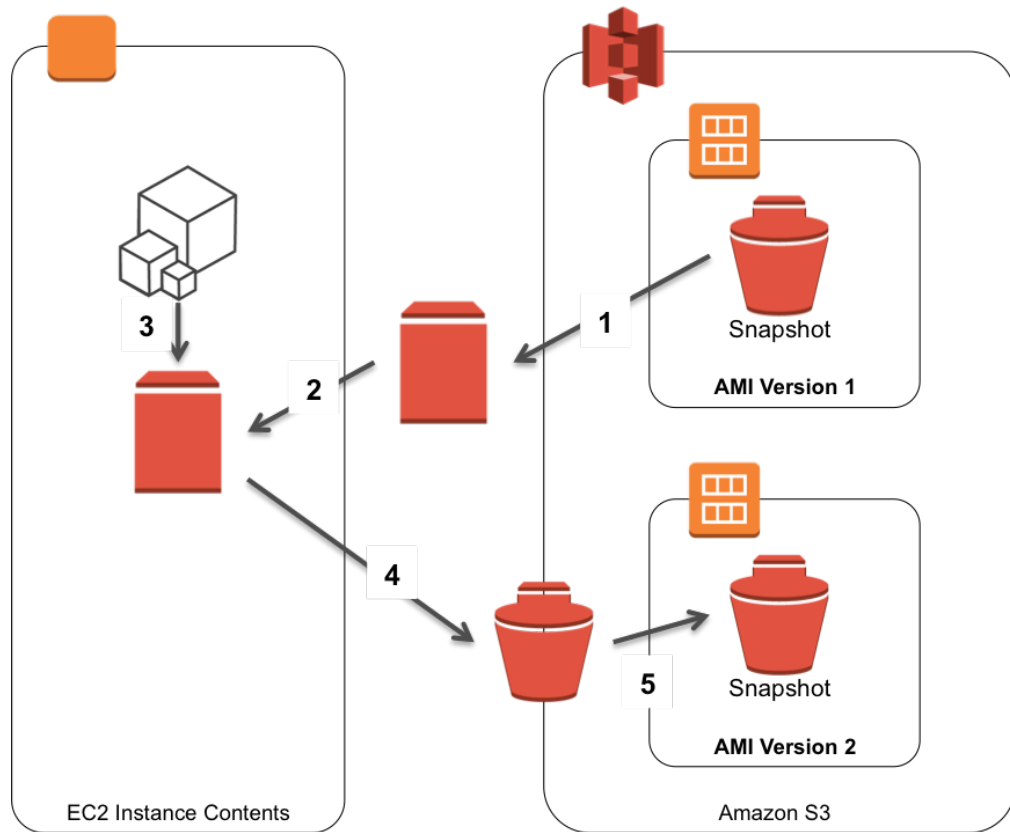 1
Snapshot
AMI Version 1
3
2
4
5
Snapshot
AMI Version 2
EC2 Instance Contents
Amazon S3